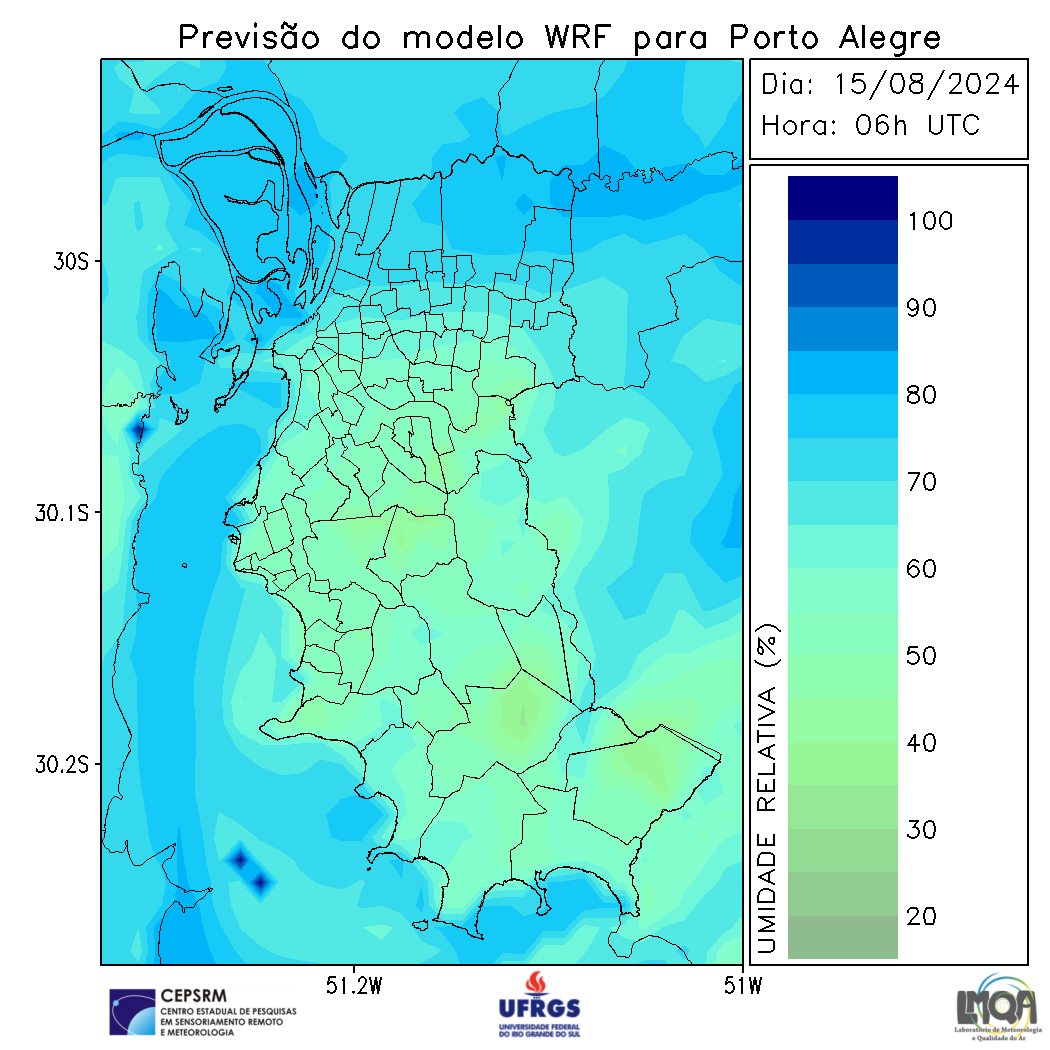 Previsão do modelo WRF para Porto Alegre
Dia: 15/08/2024
Hora: 06h UTC
100
90
80
70
60
50
40
30
20
UMIDADE RELATIVA (%)
30S
30.1S
30.2S
51.2W
51W
CEPSRM
CENTRO ESTADUAL DE PESQUISAS
EM SENSORIAMENTO REMOTO
E METEOROLOGIA
UFRGS
UNIVERSIDADE FEDERAL
DO RIO GRANDE DO SUL
LMQA
Laboratório de Meteorologia
e Qualidade do Ar